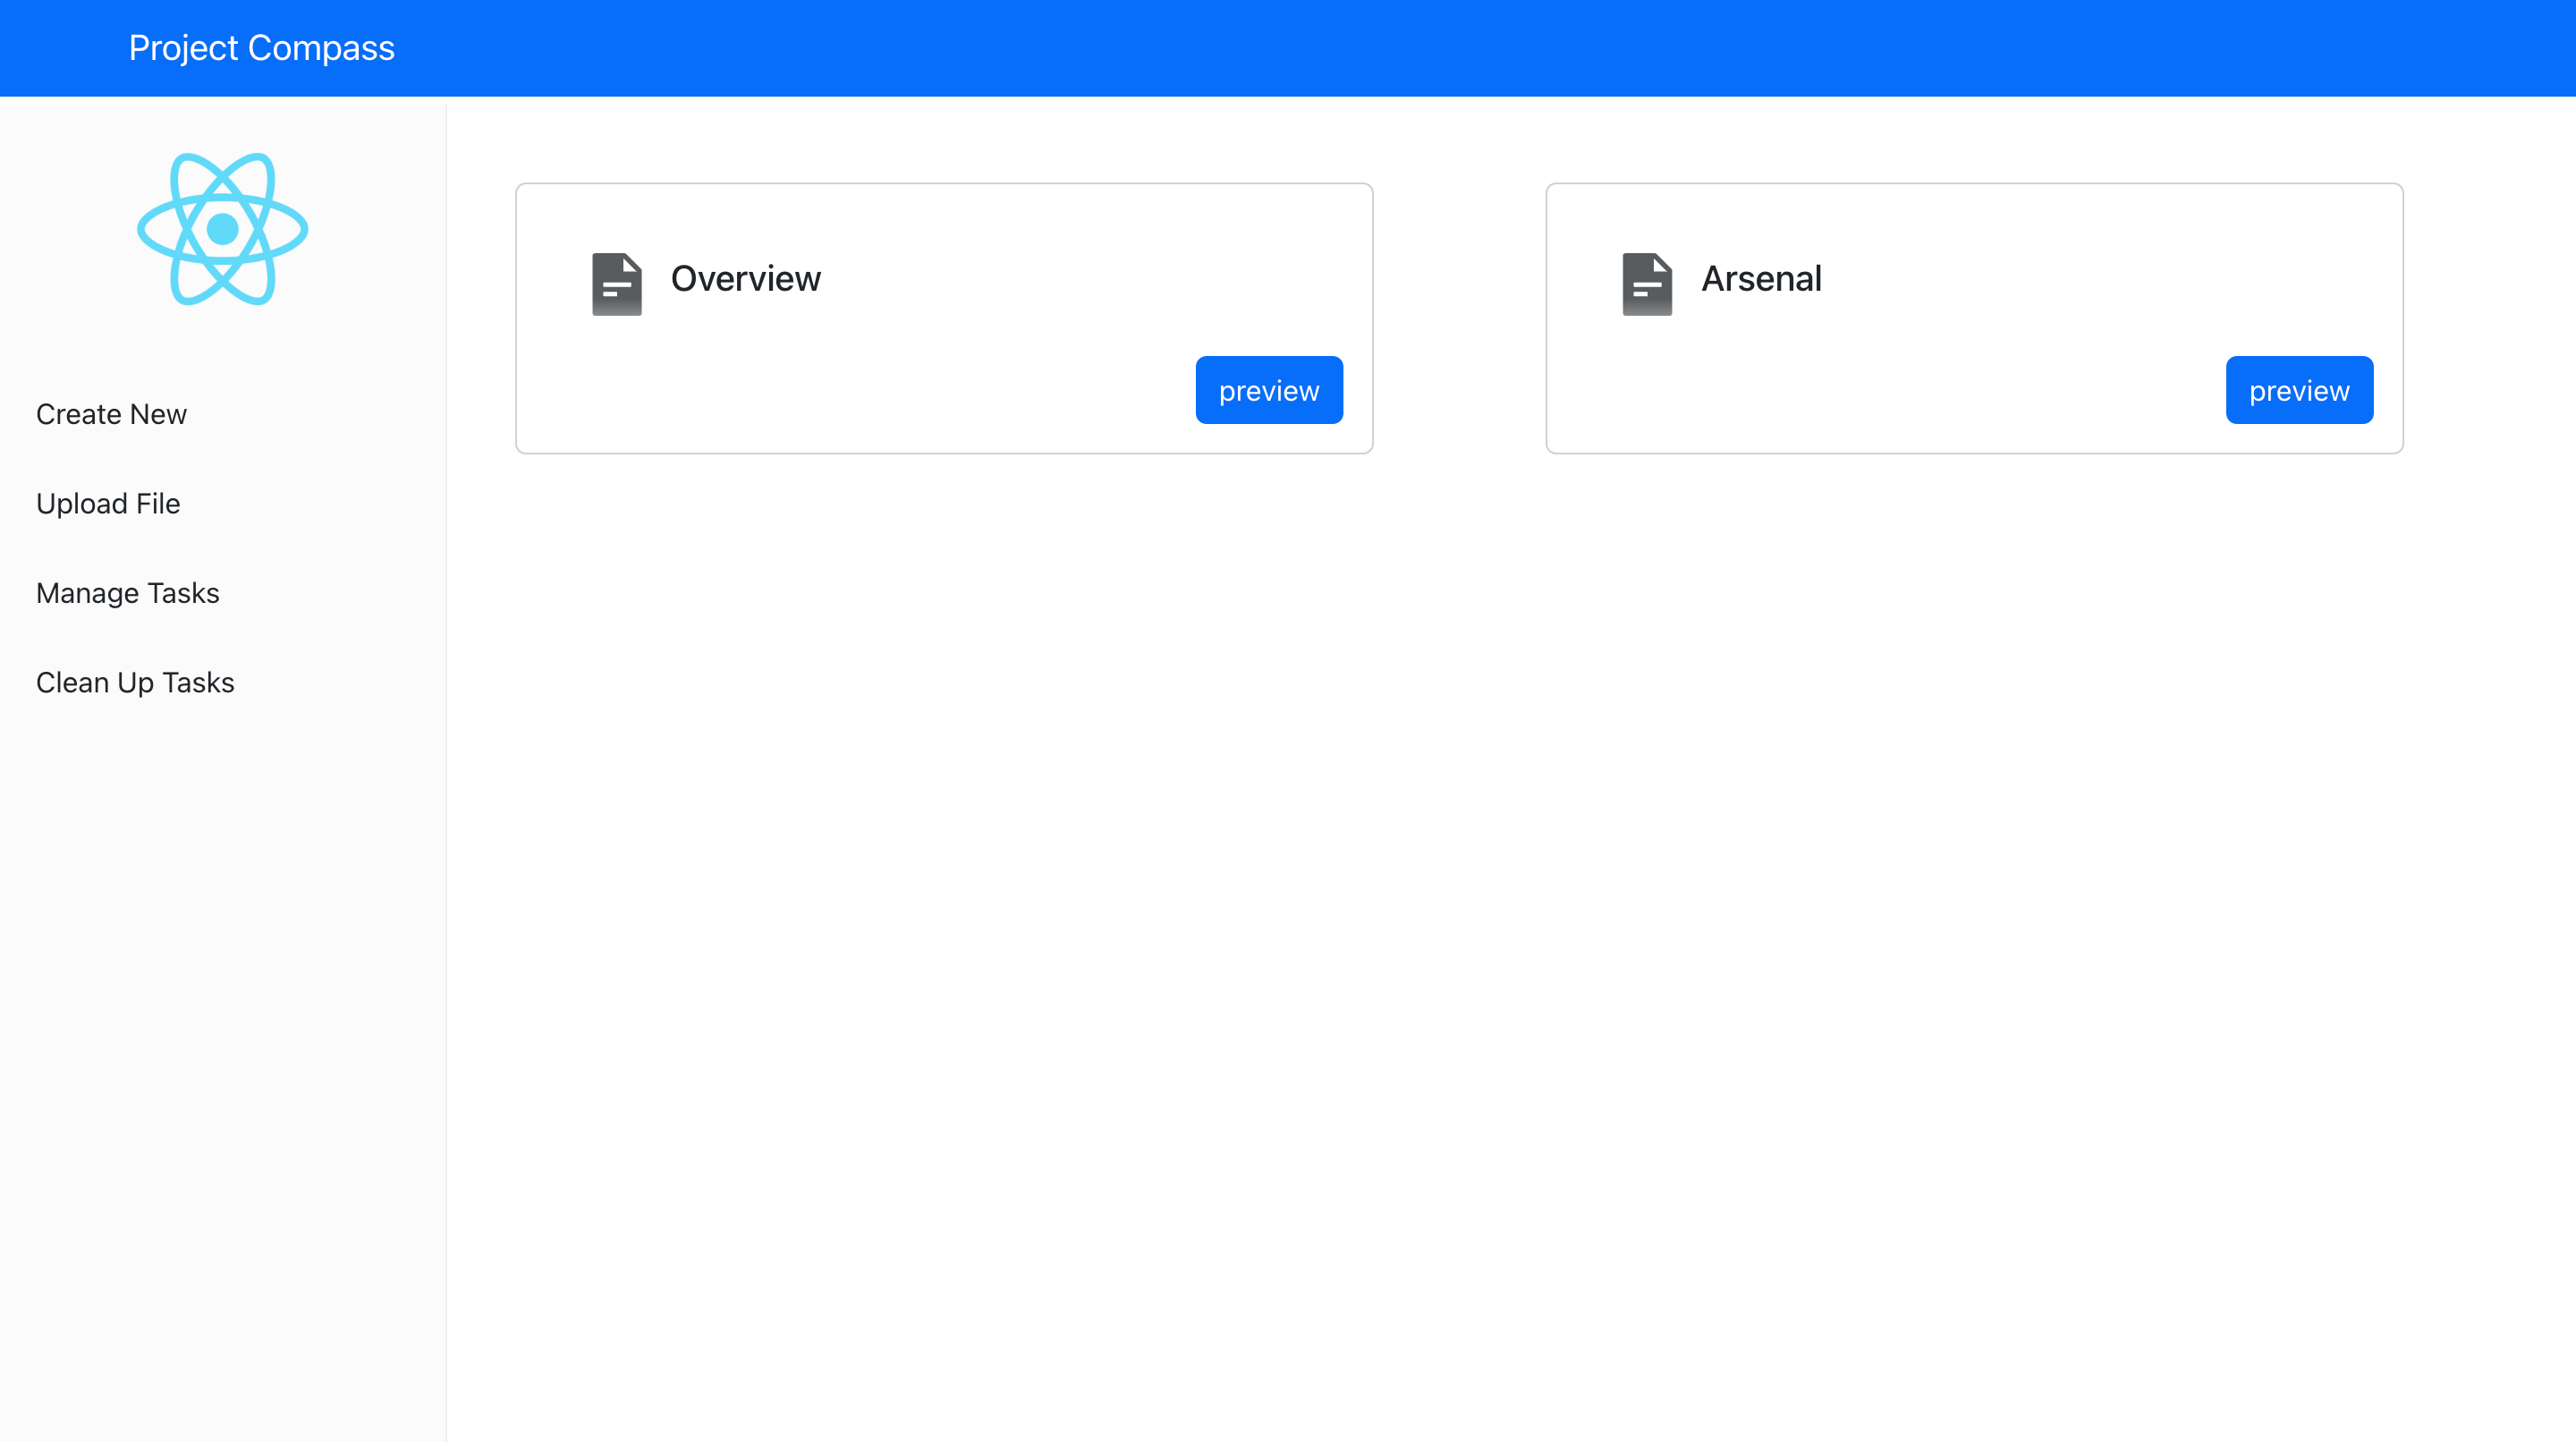 Project Compass
Create New
Upload File
Manage Tasks
Clean Up Tasks
Overview
preview
Arsenal
preview